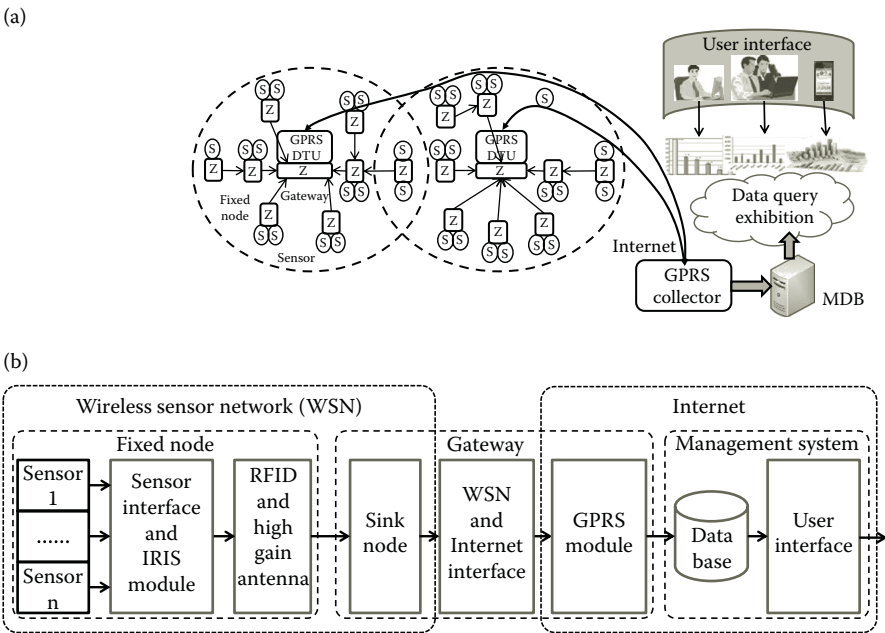 (a)
User interface
S S
S S
Z
S S
Z
S S
Z
S
GPRS
DTU
Z
GPRS
DTU
Z
S
Z
S S
Z
Z
S S
S
Z
S
S
Z
S S
Z
Z
S S
S
Z
S
Fixed
node
Gateway
Z
S S
Z
S S
Sensor
Z
S S
Z
S S
Z
S S
Data query
exhibition
Internet
GPRS
collector
MDB
(b)
Wireless sensor network (WSN)
Internet
Fixed node
Gateway
Management system
Sensor
1
......
Sensor
n
Sensor
interface
and
IRIS
module
RFID
and
high
gain
antenna
Sink
node
WSN
and
Internet
interface
GPRS
module
Data
base
User
interface